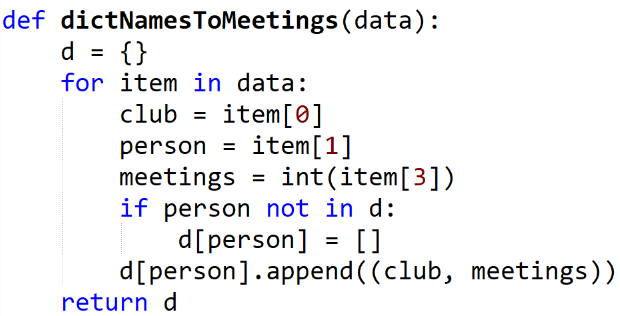 def dictNamesToMeetings(data):
    d = {}
    for item in data:
        club = item[0]
        person = item[1]
        meetings = int(item[3])
        if person not in d:
            d[person] = []
        d[person].append((club, meetings))
    return d